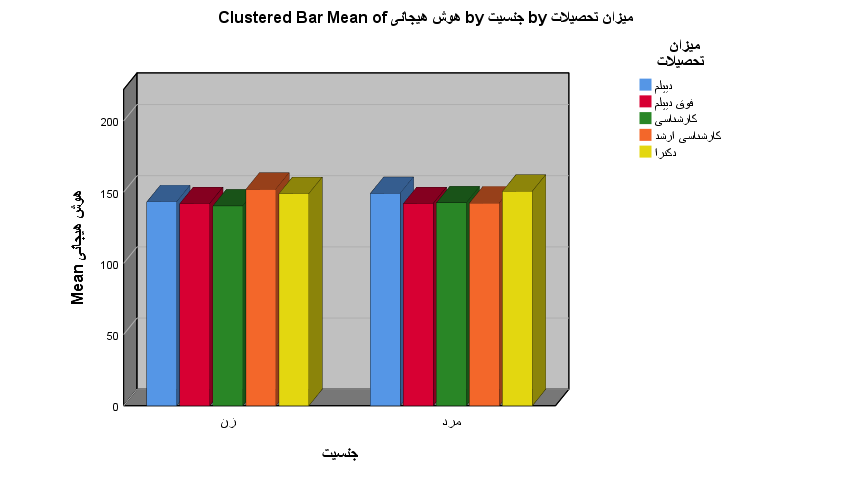 Clustered Bar Mean of هوش هیجانی by جنسیت by میزان تحصیلات
میزان
تحصیلات
دیپلم
فوق دیپلم
کارشناسی
کارشناسی ارشد
دکترا
Mean هوش هیجانی
200
150
100
50
0
زن
مرد
جنسیت